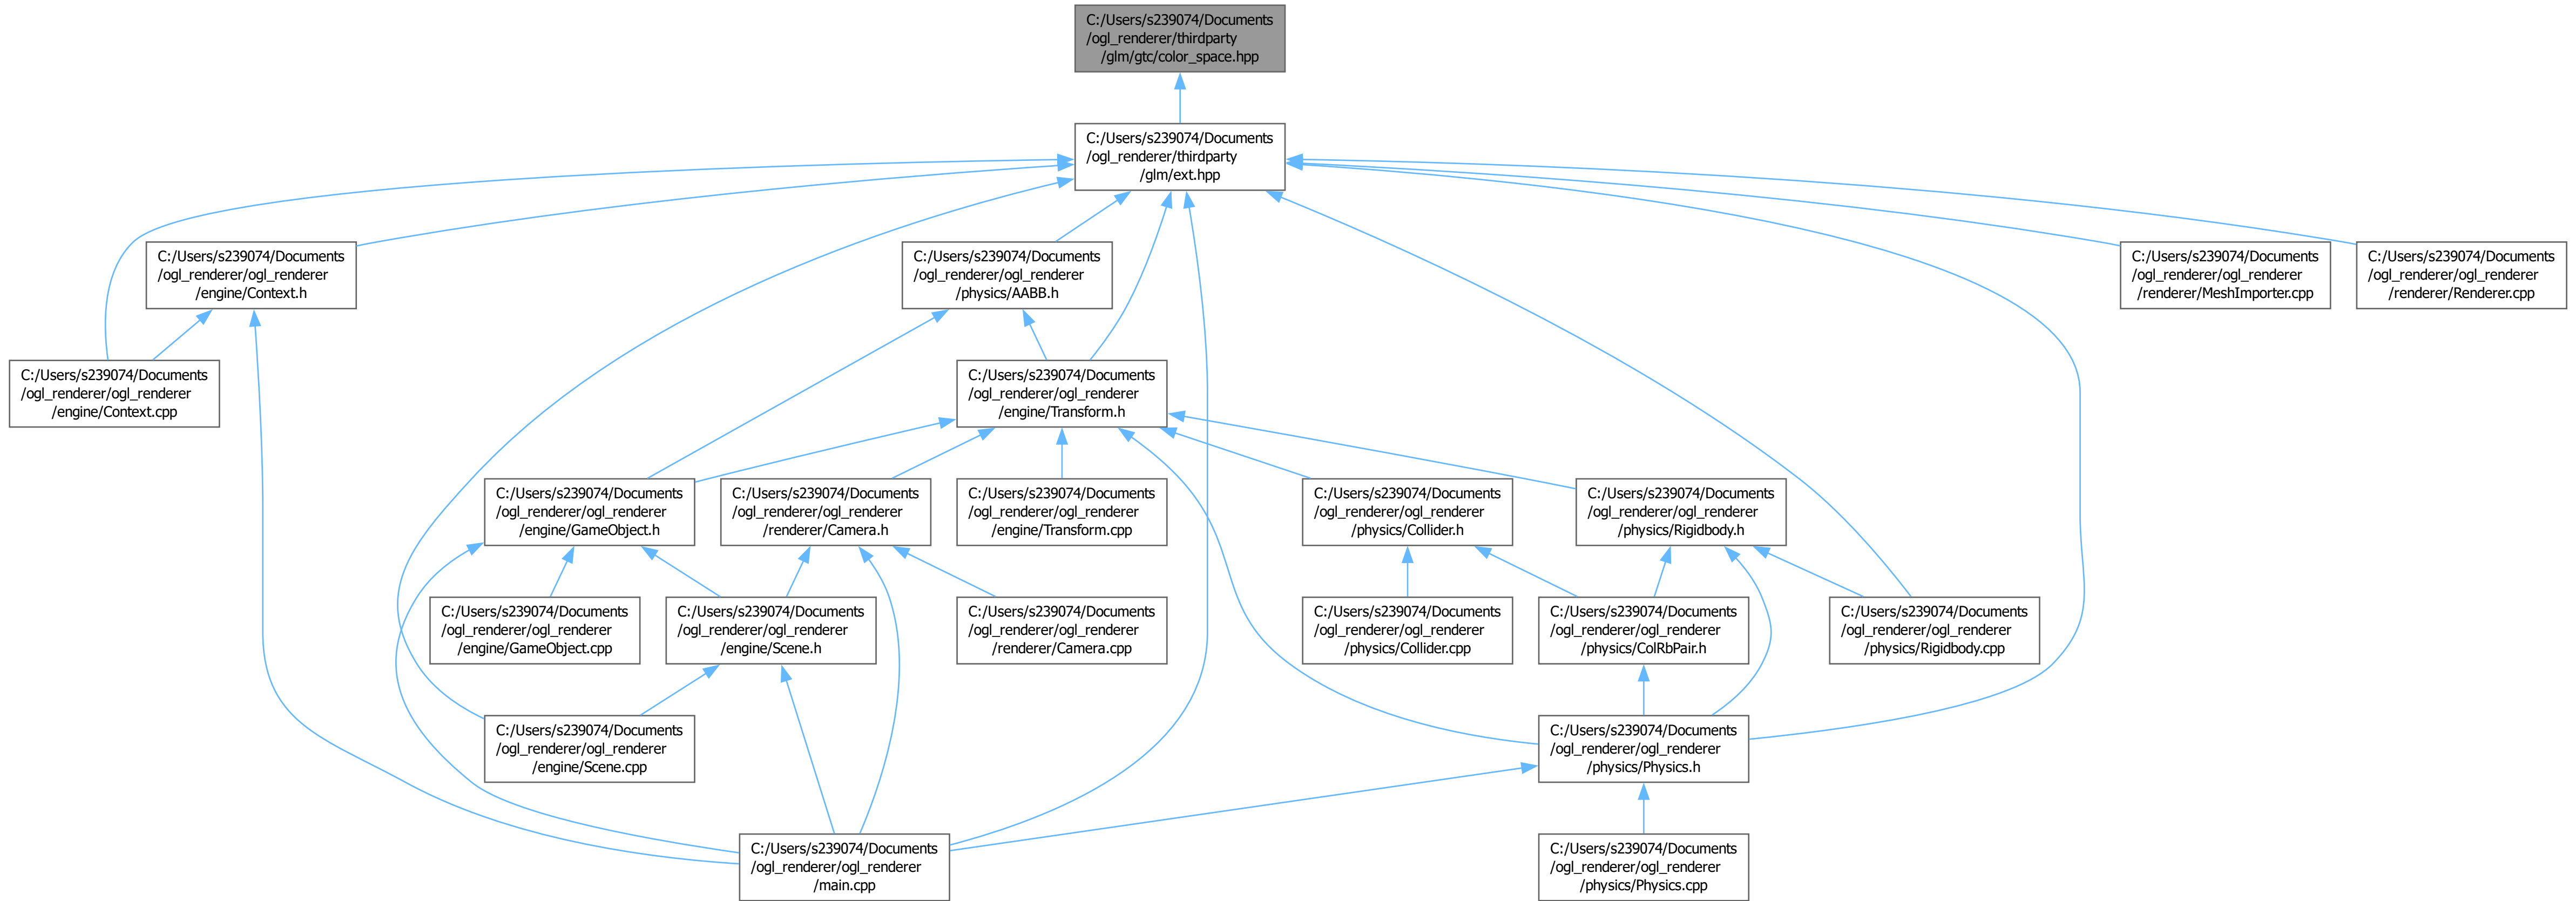 C:/Users/s239074/Documents
/ogl_renderer/thirdparty
/glm/gtc/color_space.hpp
C:/Users/s239074/Documents
/ogl_renderer/thirdparty
/glm/ext.hpp
C:/Users/s239074/Documents
/ogl_renderer/ogl_renderer
/engine/Context.h
C:/Users/s239074/Documents
/ogl_renderer/ogl_renderer
/physics/AABB.h
C:/Users/s239074/Documents
/ogl_renderer/ogl_renderer
/renderer/MeshImporter.cpp
C:/Users/s239074/Documents
/ogl_renderer/ogl_renderer
/renderer/Renderer.cpp
C:/Users/s239074/Documents
/ogl_renderer/ogl_renderer
/engine/Context.cpp
C:/Users/s239074/Documents
/ogl_renderer/ogl_renderer
/engine/Transform.h
C:/Users/s239074/Documents
/ogl_renderer/ogl_renderer
/engine/GameObject.h
C:/Users/s239074/Documents
/ogl_renderer/ogl_renderer
/renderer/Camera.h
C:/Users/s239074/Documents
/ogl_renderer/ogl_renderer
/engine/Transform.cpp
C:/Users/s239074/Documents
/ogl_renderer/ogl_renderer
/physics/Collider.h
C:/Users/s239074/Documents
/ogl_renderer/ogl_renderer
/physics/Rigidbody.h
C:/Users/s239074/Documents
/ogl_renderer/ogl_renderer
/engine/GameObject.cpp
C:/Users/s239074/Documents
/ogl_renderer/ogl_renderer
/engine/Scene.h
C:/Users/s239074/Documents
/ogl_renderer/ogl_renderer
/renderer/Camera.cpp
C:/Users/s239074/Documents
/ogl_renderer/ogl_renderer
/physics/Collider.cpp
C:/Users/s239074/Documents
/ogl_renderer/ogl_renderer
/physics/ColRbPair.h
C:/Users/s239074/Documents
/ogl_renderer/ogl_renderer
/physics/Rigidbody.cpp
C:/Users/s239074/Documents
/ogl_renderer/ogl_renderer
/engine/Scene.cpp
C:/Users/s239074/Documents
/ogl_renderer/ogl_renderer
/physics/Physics.h
C:/Users/s239074/Documents
/ogl_renderer/ogl_renderer
/main.cpp
C:/Users/s239074/Documents
/ogl_renderer/ogl_renderer
/physics/Physics.cpp